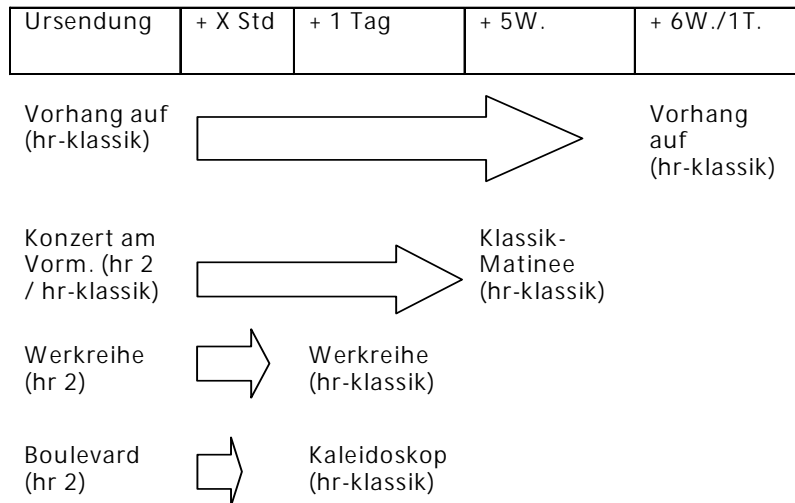 Ursendung + X Std + 1 Tag + 5W. + 6W./1T.
Vorhang auf
(hr-klassik)
Vorhang
auf
(hr-klassik)
Konzert am
Vorm. (hr 2
/ hr-klassik)
Klassik-
Matinee
(hr-klassik)
Werkreihe
(hr 2)
Werkreihe
(hr-klassik)
Boulevard
(hr 2)
Kaleidoskop
(hr-klassik)